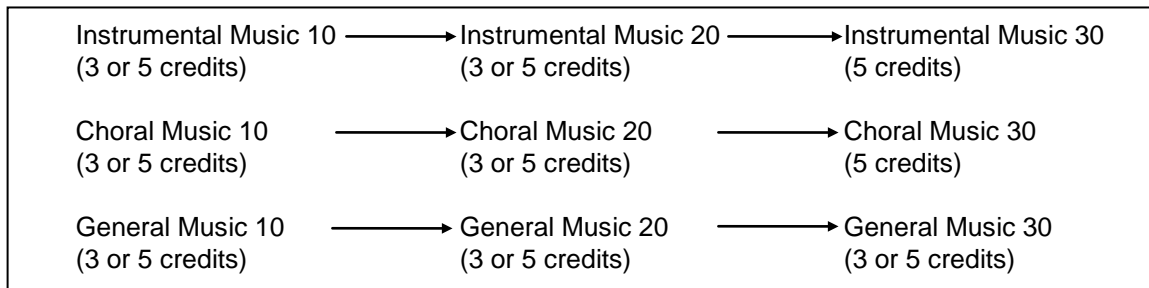 Instrumental Music 10 Instrumental Music 20 Instrumental Music 30
(3 or 5 credits) (3 or 5 credits) (5 credits)
Choral Music 10 Choral Music 20 Choral Music 30
(3 or 5 credits) (3 or 5 credits) (5 credits)
General Music 10 General Music 20 General Music 30
(3 or 5 credits) (3 or 5 credits) (3 or 5 credits)